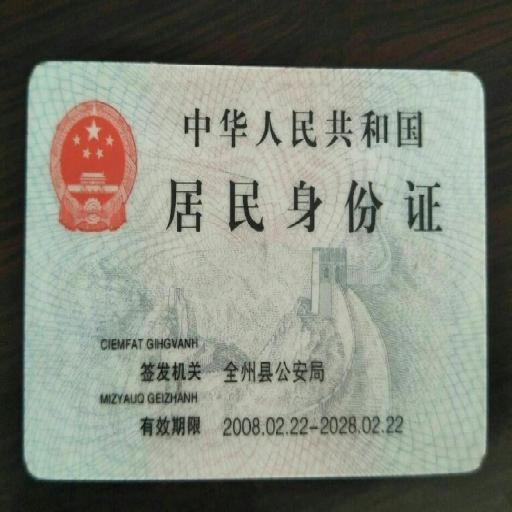 中华人民共和国
居民身份证
CIEMFAT GIHGVANH
签发机关 全州县公安局
MIZYAUQ GEIZHANH
有效期限 2008.02.22-2028.02.22